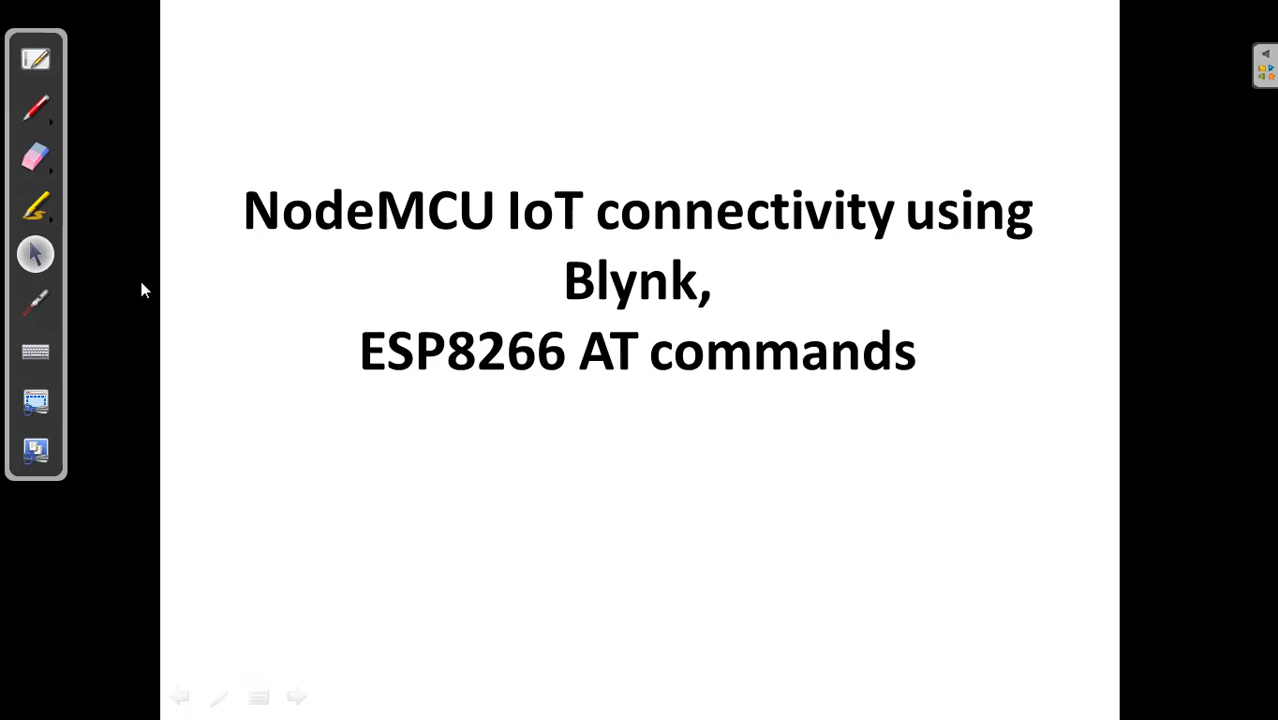 NodeMCU IoT connectivity using
Blynk,
ESP8266 AT commands